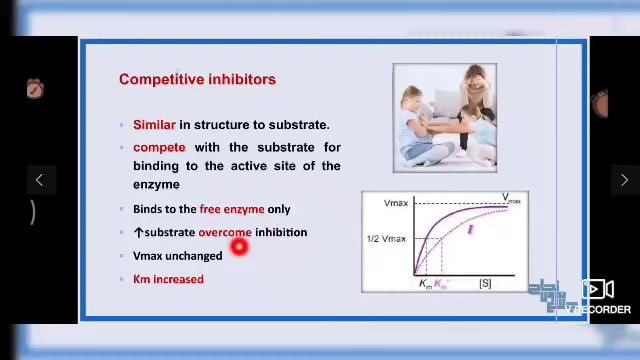 Competitive inhibitors
• Similar in structure to substrate.
• compete with the substrate for
binding to the active site of the
enzyme
• Binds to the free enzyme only
• ↑substrate overcome inhibition
• Vmax unchanged
• Km increased
Vmax
Vmax
I
1/2 Vmax
Km Km'
[S]
V RECORDER